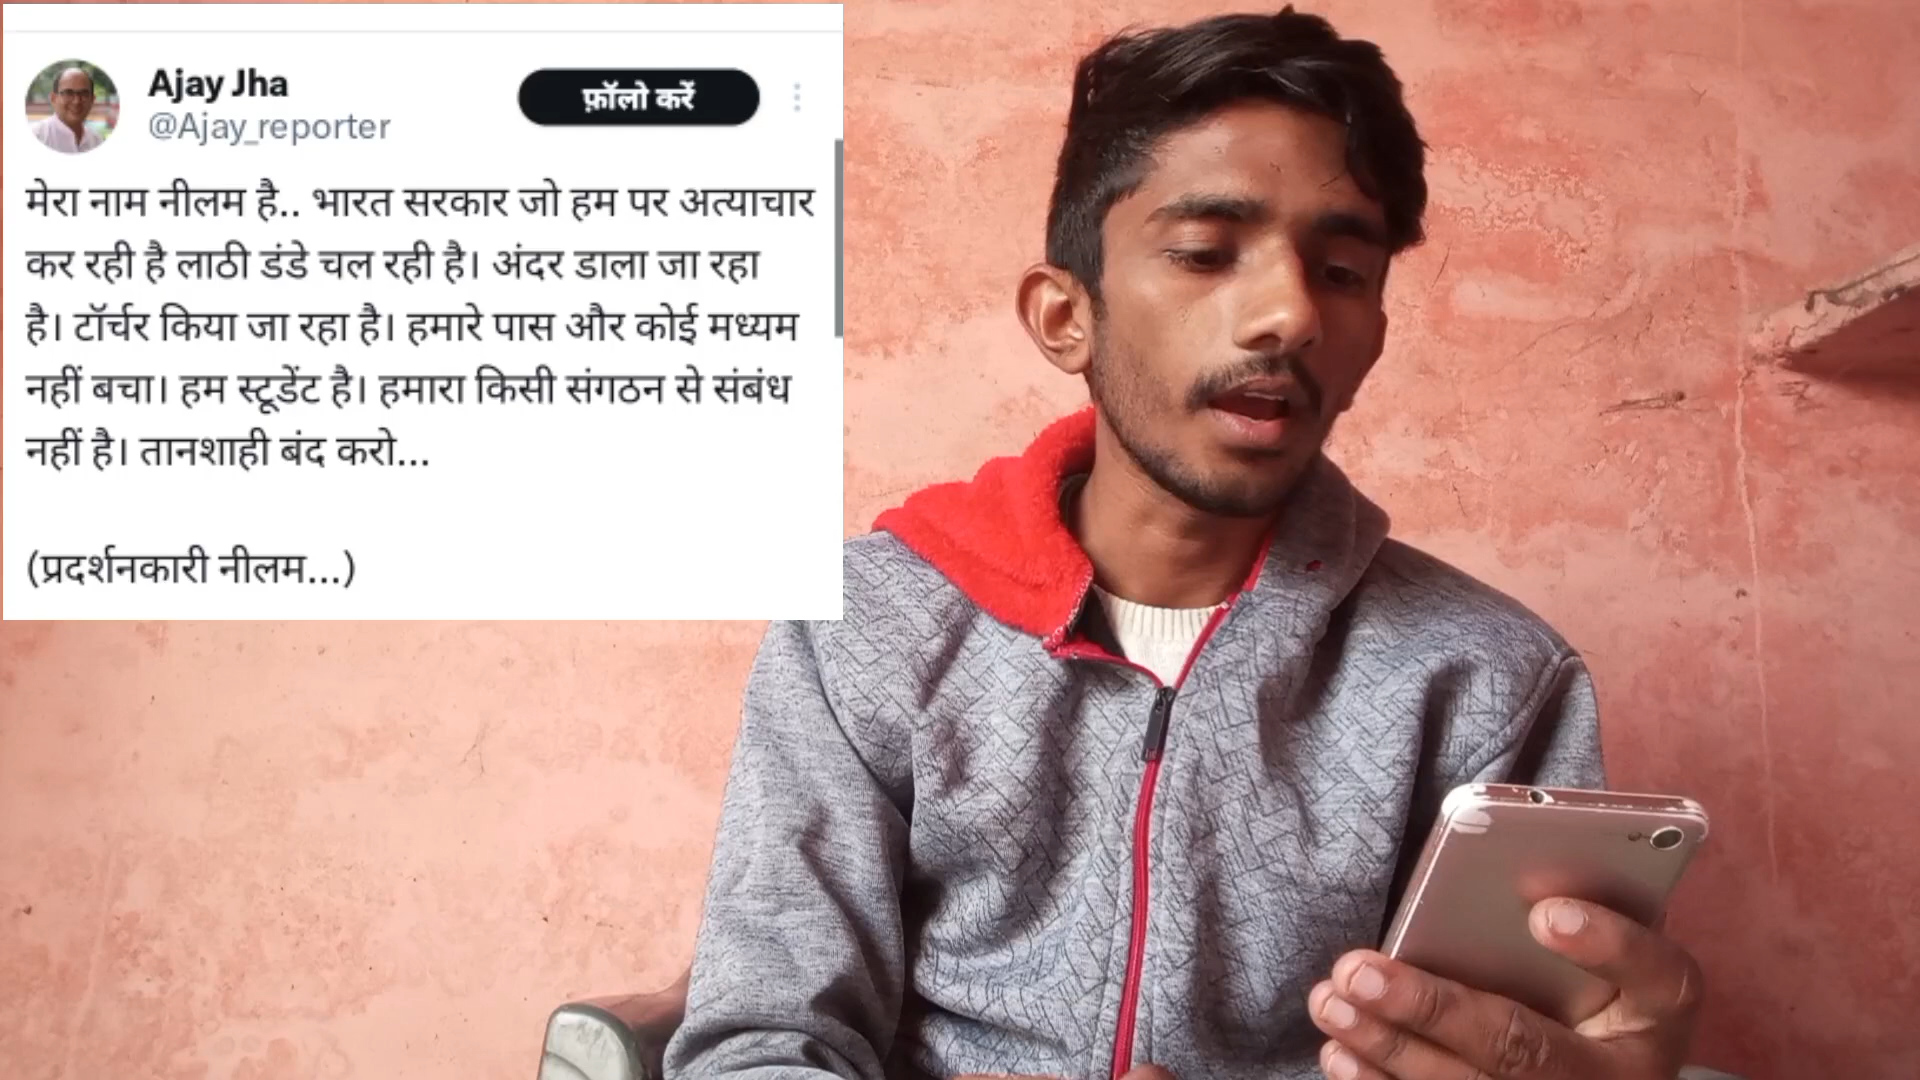 Ajay Jha
फ़ॉलो करें
@Ajay_reporter
मेरा नाम नीलम है.. भारत सरकार जो हम पर अत्याचार
कर रही है लाठी डंडे चल रही है। अंदर डाला जा रहा
है। टॉर्चर किया जा रहा है। हमारे पास और कोई मध्यम
नहीं बचा। हम स्टूडेंट है। हमारा किसी संगठन से संबंध
नहीं है। तानशाही बंद करो...
(प्रदर्शनकारी नीलम...)